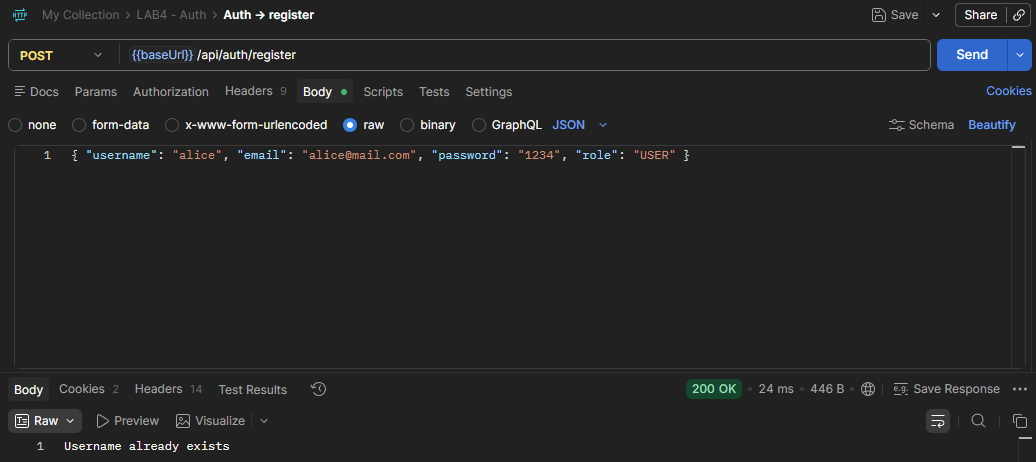 HTTP My Collection > LAB4 - Auth > Auth → register Save Share
POST {{baseUrl}} /api/auth/register Send
Docs Params Authorization Headers 9 Body Scripts Tests Settings Cookies
none form-data x-www-form-urlencoded raw binary GraphQL JSON Schema Beautify
1 { "username": "alice", "email": "alice@mail.com", "password": "1234", "role": "USER" }
Body Cookies 2 Headers 14 Test Results 200 OK • 24 ms • 446 B • e.g. Save Response
Raw Preview Visualize
1 Username already exists